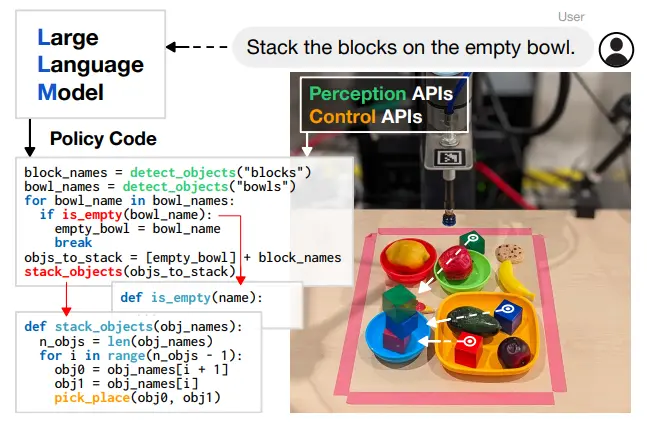 User
Stack the blocks on the empty bowl.
Large
Language
Model
Perception APIs
Control APIs
Policy Code
block_names = detect_objects("blocks")
bowl_names = detect_objects("bowls")
for bowl_name in bowl_names:
  if is_empty(bowl_name):
    empty_bowl = bowl_name
    break
objs_to_stack = [empty_bowl] + block_names
stack_objects(objs_to_stack)
def is_empty(name):
def stack_objects(obj_names):
  n_objs = len(obj_names)
  for i in range(n_objs - 1):
    obj0 = obj_names[i + 1]
    obj1 = obj_names[i]
    pick_place(obj0, obj1)